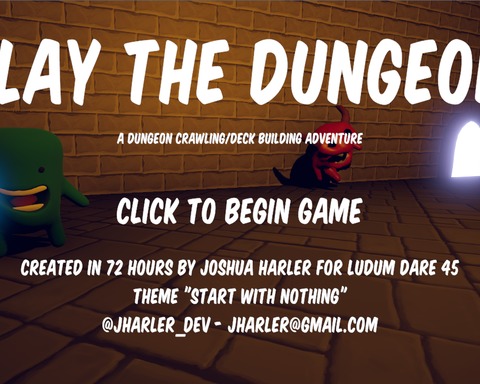 LAY THE DUNGEO
A DUNGEON CRAWLING/DECK BUILDING ADVENTURE
CLICK TO BEGIN GAME
CREATED IN 72 HOURS BY JOSHUA HARLER FOR LUDUM DARE 45
THEME "START WITH NOTHING"
@JHARLER_DEV - JHARLER@GMAIL.COM